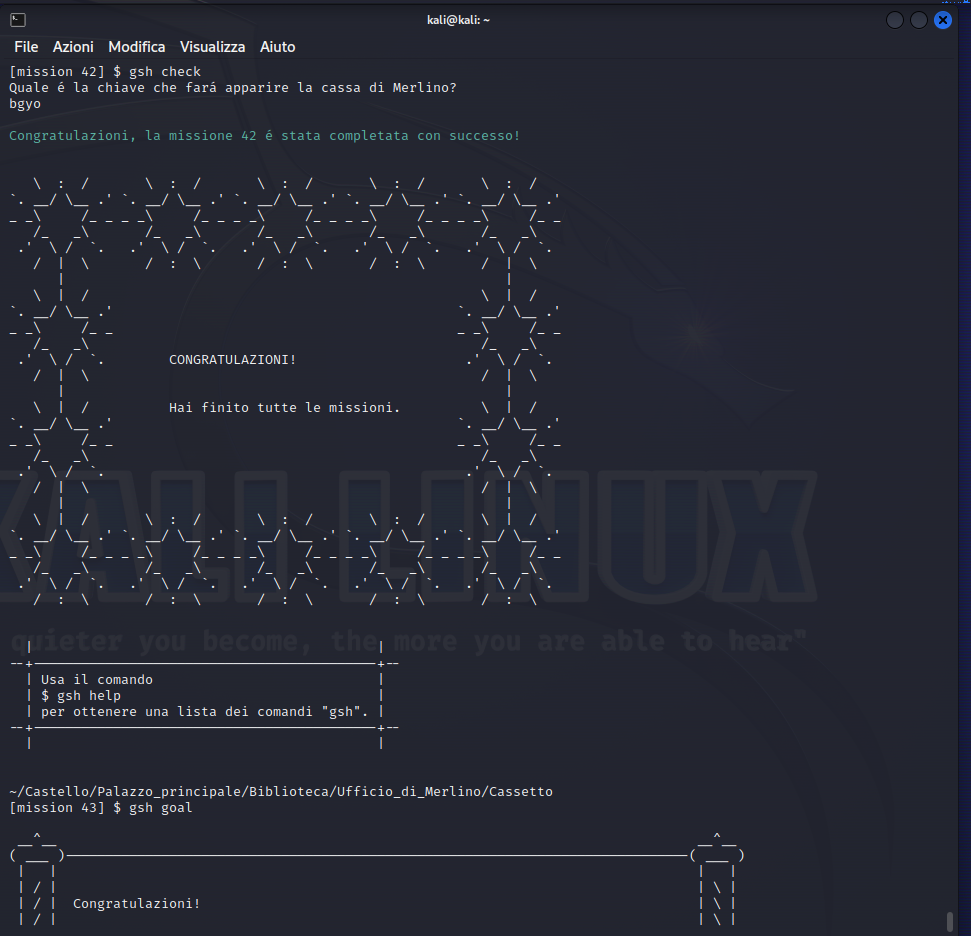 kali@kali: ~
File Azioni Modifica Visualizza Aiuto
[mission 42] $ gsh check
Quale é la chiave che fará apparire la cassa di Merlino?
bgyo
Congratulazioni, la missione 42 é stata completata con successo!
CONGRATULAZIONI!
Hai finito tutte le missioni.
KALI LINUX
quieter you become, the more you are able to hear"
Usa il comando
$ gsh help
per ottenere una lista dei comandi "gsh".
~/Castello/Palazzo_principale/Biblioteca/Ufficio_di_Merlino/Cassetto
[mission 43] $ gsh goal
Congratulazioni!